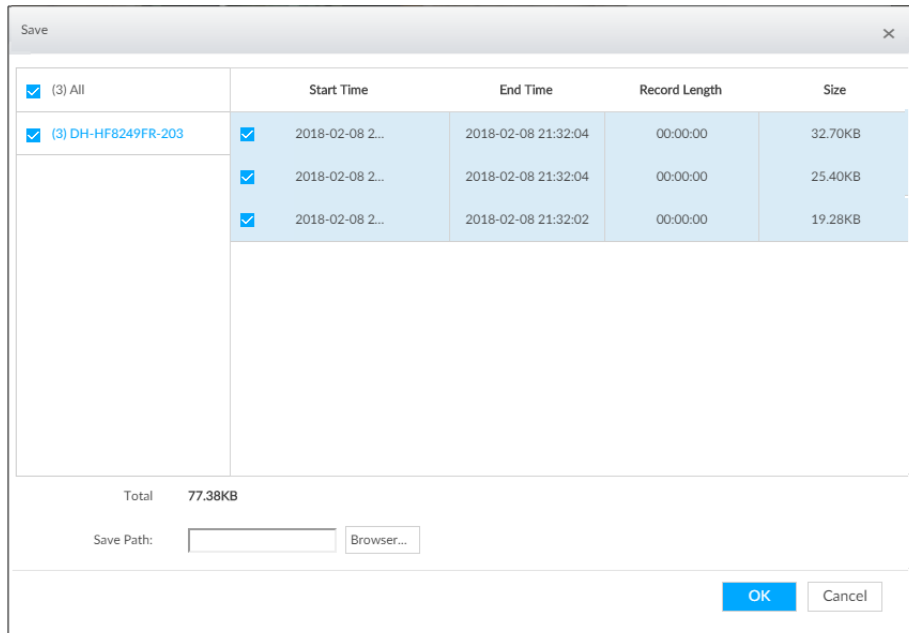 Save
(3) All Start Time End Time Record Length Size
(3) DH-HF8249FR-203 2018-02-08 2... 2018-02-08 21:32:04 00:00:00 32.70KB
2018-02-08 2... 2018-02-08 21:32:04 00:00:00 25.40KB
2018-02-08 2... 2018-02-08 21:32:02 00:00:00 19.28KB
Total 77.38KB
Save Path: Browser...
OK Cancel